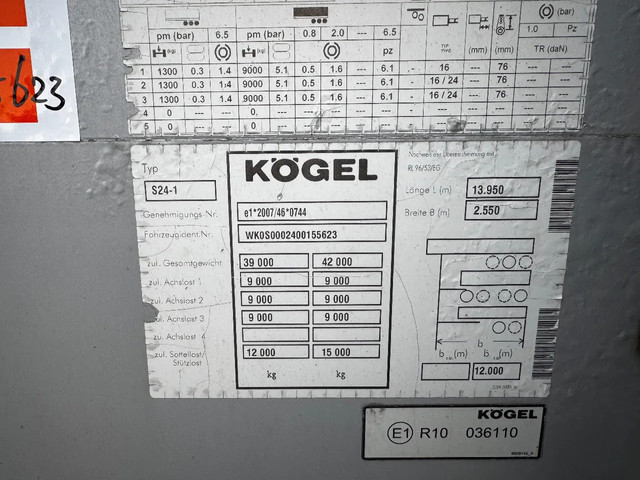 5623
pm (bar) 6.5 pm (bar) 0.8 2.0 --- 6.5 (bar)
1.0 Pz
pz (mm) (mm) TR (daN)
1 1300 0.3 1.4 9000 5.1 0.5 1.6 --- 6.1 - 16 --- 76
2 1300 0.3 1.4 9000 5.1 0.5 1.6 --- 6.1 - 16 / 24 --- 76
3 1300 0.3 1.4 9000 5.1 0.5 1.6 --- 6.1 - 16 / 24 --- 76
4 0 --- --- 0. --- --- --- --- ---
5 0 --- --- 0.
KÖGEL
Typ
S24-1
RL 96/53/EG
Länge L (m) 13.950
Breite B (m) 2.550
Genehmigungs-Nr. e1*2007/46*0744
Fahrzeugident.Nr. WK0S0002400155623
zul. Gesamtgewicht 39 000 42 000
zul. Achslast 1 9 000 9 000
zul. Achslast 2 9 000 9 000
zul. Achslast 3 9 000 9 000
zul. Achslast 4
zul. Sattellast/
Stützlast 12 000 15 000
kg kg
b
b (m) b (m)
12.000
KÖGEL
E1 R10 036110